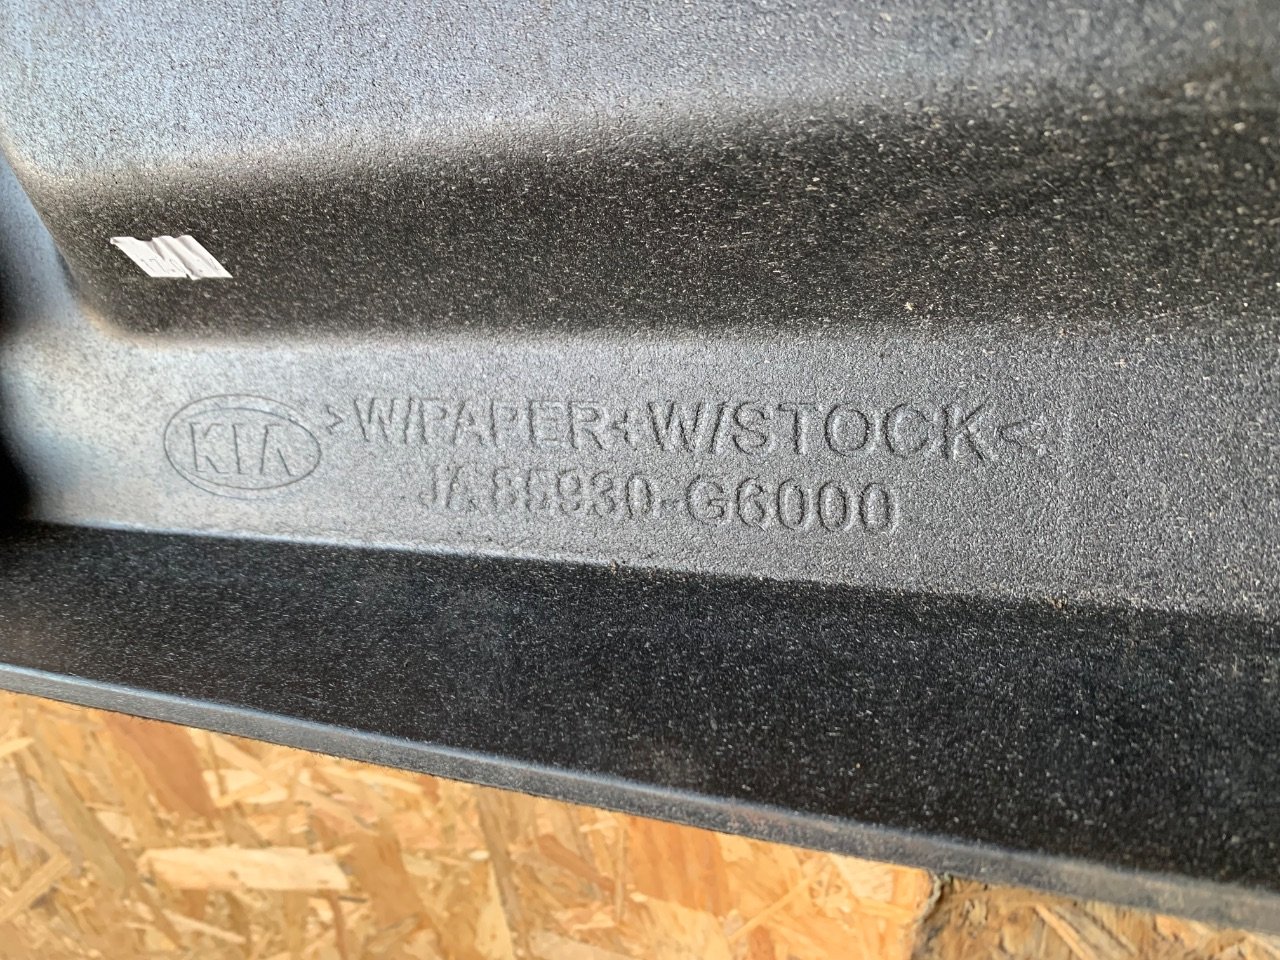 KIA
>W/PAPER+W/STOCK<
JA 85930-G6000